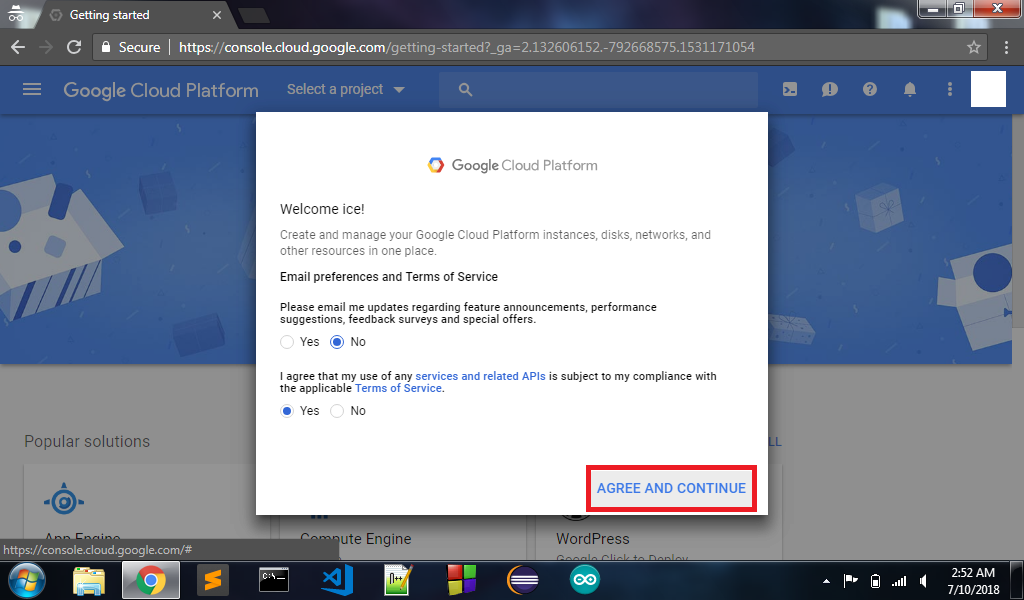 Getting started
Secure
https://console.cloud.google.com/getting-started?_ga=2.132606152.-792668575.1531171054
Google Cloud Platform
Select a project
Google Cloud Platform
Welcome ice!
Create and manage your Google Cloud Platform instances, disks, networks, and
other resources in one place.
Email preferences and Terms of Service
Please email me updates regarding feature announcements, performance
suggestions, feedback surveys and special offers.
Yes No
I agree that my use of any services and related APIs is subject to my compliance with
the applicable Terms of Service.
Yes No
AGREE AND CONTINUE
Popular solutions
LL
App Engine
Compute Engine
WordPress
Google Click to Deploy
https://console.cloud.google.com/#
C:\
2:52 AM
7/10/2018